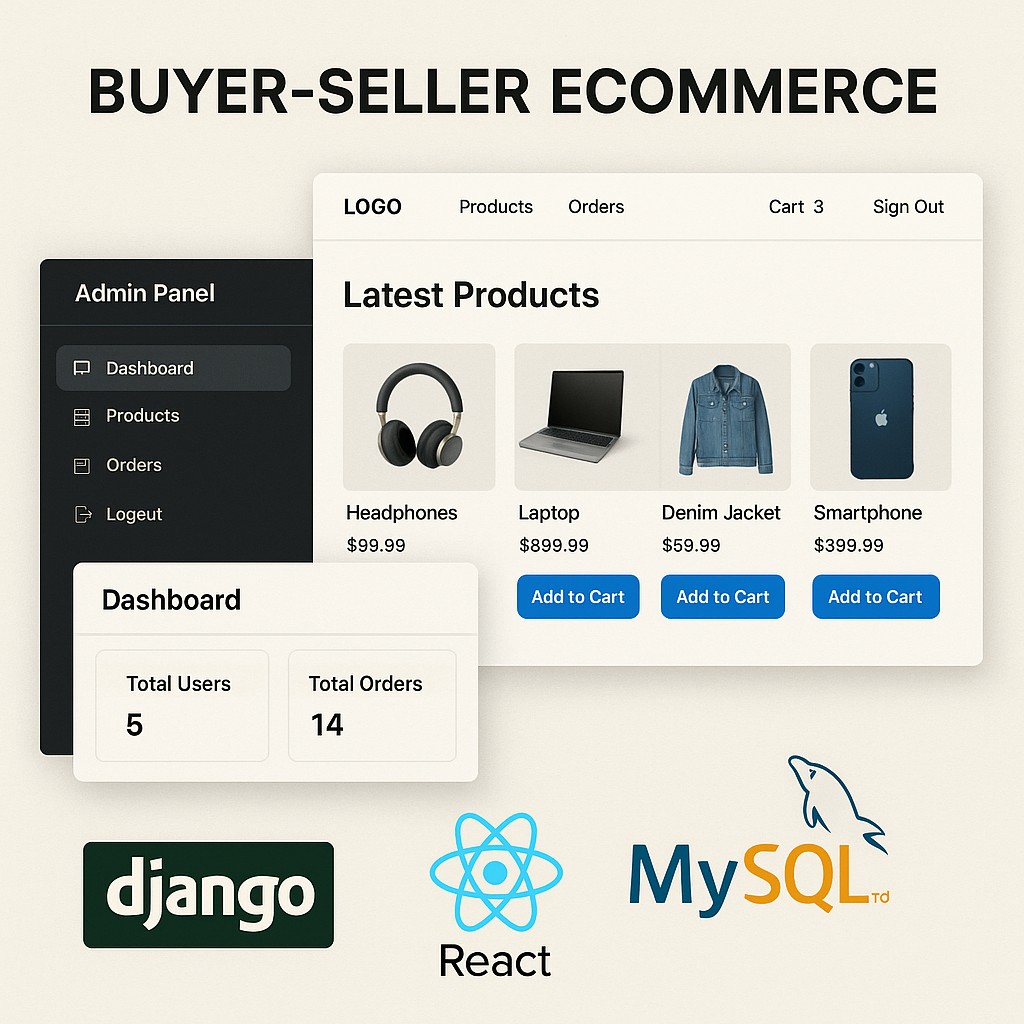 BUYER-SELLER ECOMMERCE
LOGO Products Orders Cart 3 Sign Out
Admin Panel
Dashboard
Products
Orders
Logeut
Latest Products
Headphones Laptop Denim Jacket Smartphone
$99.99 $899.99 $59.99 $399.99
Add to Cart Add to Cart Add to Cart
Dashboard
Total Users Total Orders
5 14
django
React
MySQL TD